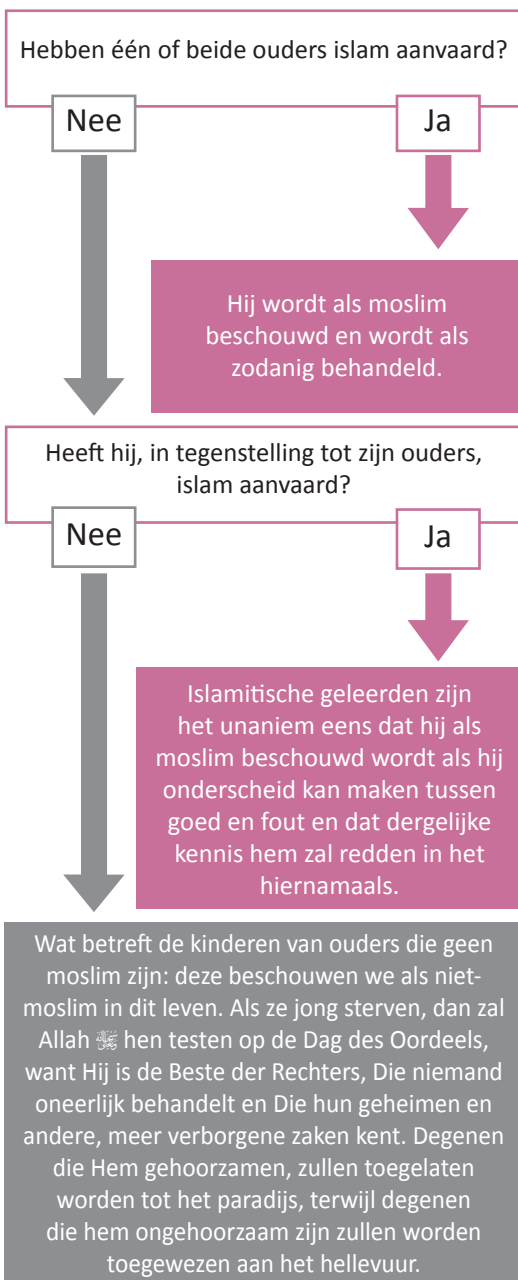 Hebben één of beide ouders islam aanvaard?
Nee
Ja
Hij wordt als moslim
beschouwd en wordt als
zodanig behandeld.
Heeft hij, in tegenstelling tot zijn ouders,
islam aanvaard?
Nee
Ja
Islamitische geleerden zijn
het unaniem eens dat hij als
moslim beschouwd wordt als hij
onderscheid kan maken tussen
goed en fout en dat dergelijke
kennis hem zal redden in het
hiernamaals.
Wat betreft de kinderen van ouders die geen
moslim zijn: deze beschouwen we als niet-
moslim in dit leven. Als ze jong sterven, dan zal
Allah hen testen op de Dag des Oordeels,
want Hij is de Beste der Rechters, Die niemand
oneerlijk behandelt en Die hun geheimen en
andere, meer verborgene zaken kent. Degenen
die Hem gehoorzamen, zullen toegelaten
worden tot het paradijs, terwijl degenen
die hem ongehoorzaam zijn zullen worden
toegewezen aan het hellevuur.